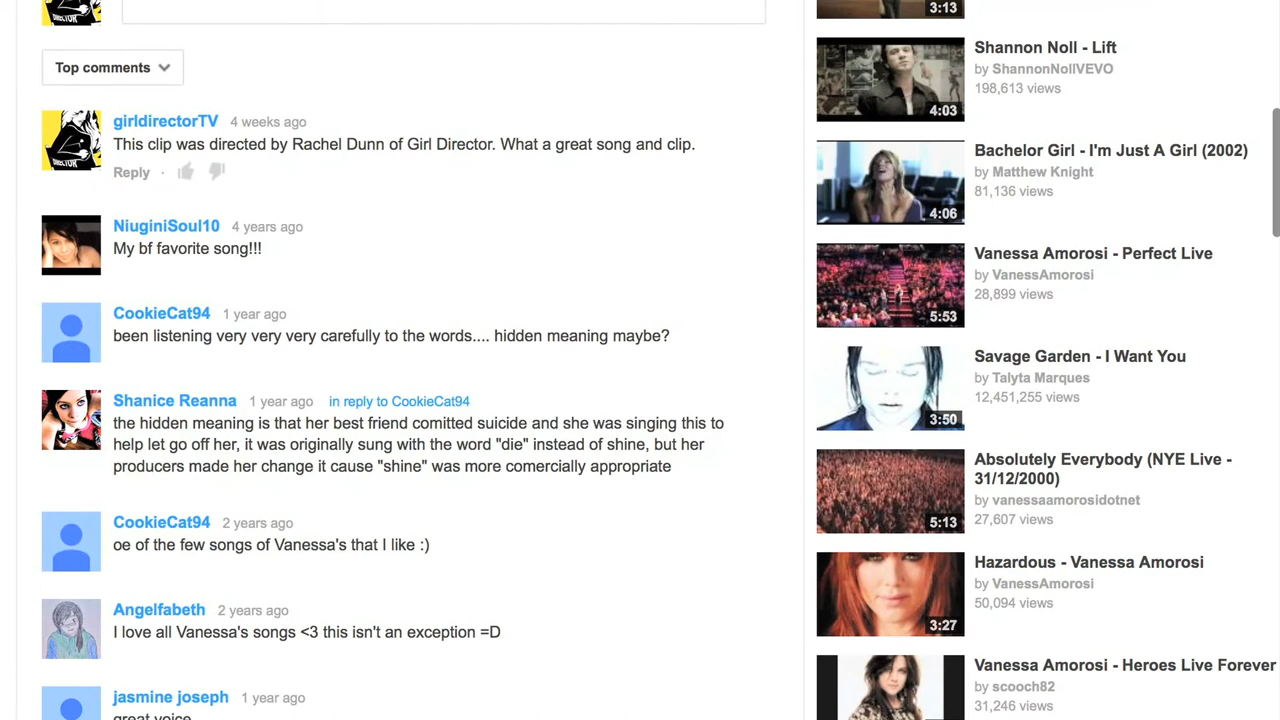 Top comments
girldirectorTV 4 weeks ago
This clip was directed by Rachel Dunn of Girl Director. What a great song and clip.
Reply ·
NiuginiSoul10 4 years ago
My bf favorite song!!!
CookieCat94 1 year ago
been listening very very very carefully to the words.... hidden meaning maybe?
Shanice Reanna 1 year ago in reply to CookieCat94
the hidden meaning is that her best friend comitted suicide and she was singing this to
help let go off her, it was originally sung with the word "die" instead of shine, but her
producers made her change it cause "shine" was more comercially appropriate
CookieCat94 2 years ago
oe of the few songs of Vanessa's that I like :)
Angelfabeth 2 years ago
I love all Vanessa's songs <3 this isn't an exception =D
jasmine joseph 1 year ago
great voice
3:13
Shannon Noll - Lift
by ShannonNollVEVO
198,613 views
4:03
Bachelor Girl - I'm Just A Girl (2002)
by Matthew Knight
81,136 views
4:06
Vanessa Amorosi - Perfect Live
by VanessAmorosi
28,899 views
5:53
Savage Garden - I Want You
by Talyta Marques
12,451,255 views
3:50
Absolutely Everybody (NYE Live -
31/12/2000)
by vanessaamorosidotnet
27,607 views
5:13
Hazardous - Vanessa Amorosi
by VanessAmorosi
50,094 views
3:27
Vanessa Amorosi - Heroes Live Forever
by scooch82
31,246 views